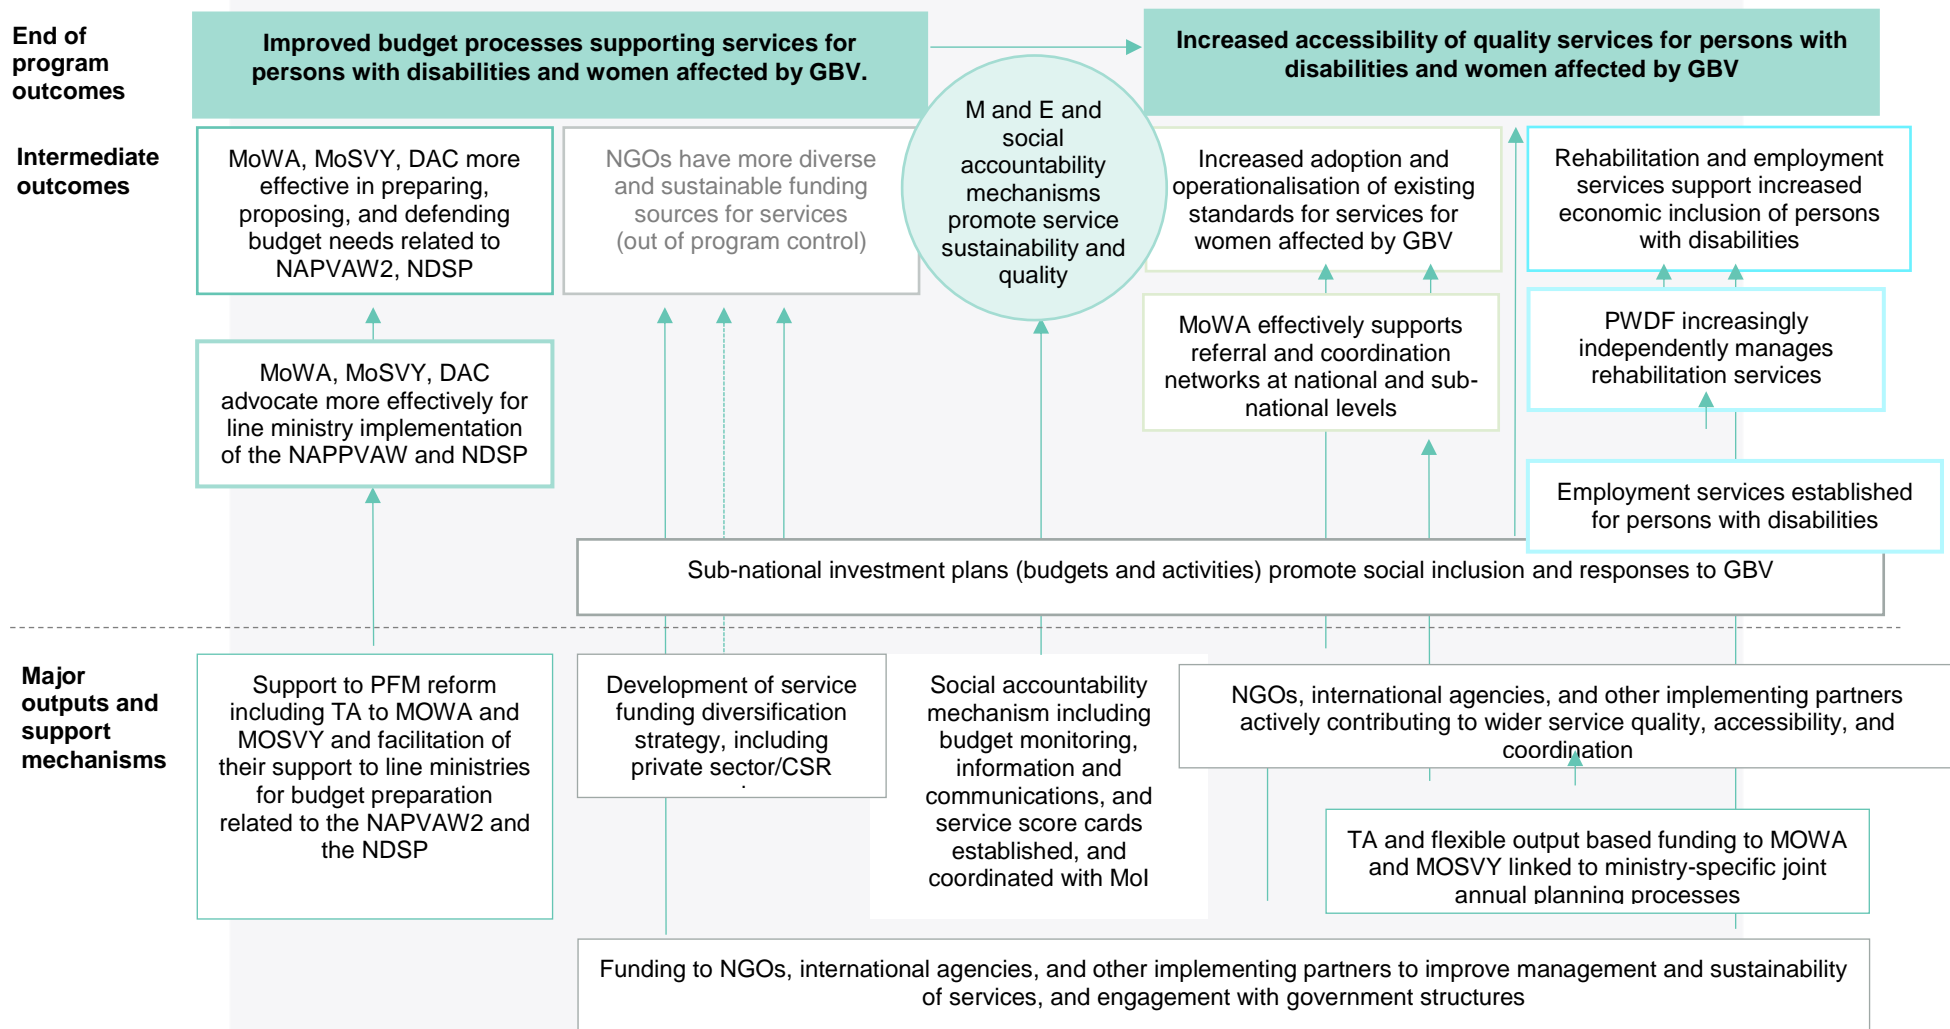 End of
program
outcomes
Improved budget processes supporting services for
persons with disabilities and women affected by GBV.
Increased accessibility of quality services for persons with
disabilities and women affected by GBV
Intermediate
outcomes
MoWA, MoSVY, DAC more
effective in preparing,
proposing, and defending
budget needs related to
NAPVAW2, NDSP
NGOs have more diverse
and sustainable funding
sources for services
(out of program control)
M and E and
social
accountability
mechanisms
promote service
sustainability and
quality
Increased adoption and
operationalisation of existing
standards for services for
women affected by GBV
Rehabilitation and employment
services support increased
economic inclusion of persons
with disabilities
MoWA, MoSVY, DAC
advocate more effectively for
line ministry implementation
of the NAPPVAW and NDSP
MoWA effectively supports
referral and coordination
networks at national and sub-
national levels
PWDF increasingly
independently manages
rehabilitation services
Employment services established
for persons with disabilities
Sub-national investment plans (budgets and activities) promote social inclusion and responses to GBV
Major
outputs and
support
mechanisms
Support to PFM reform
including TA to MOWA and
MOSVY and facilitation of
their support to line ministries
for budget preparation
related to the NAPVAW2 and
the NDSP
Development of service
funding diversification
strategy, including
private sector/CSR
Social accountability
mechanism including
budget monitoring,
information and
communications, and
service score cards
established, and
coordinated with MoI
NGOs, international agencies, and other implementing partners
actively contributing to wider service quality, accessibility, and
coordination
TA and flexible output based funding to MOWA
and MOSVY linked to ministry-specific joint
annual planning processes
Funding to NGOs, international agencies, and other implementing partners to improve management and sustainability
of services, and engagement with government structures